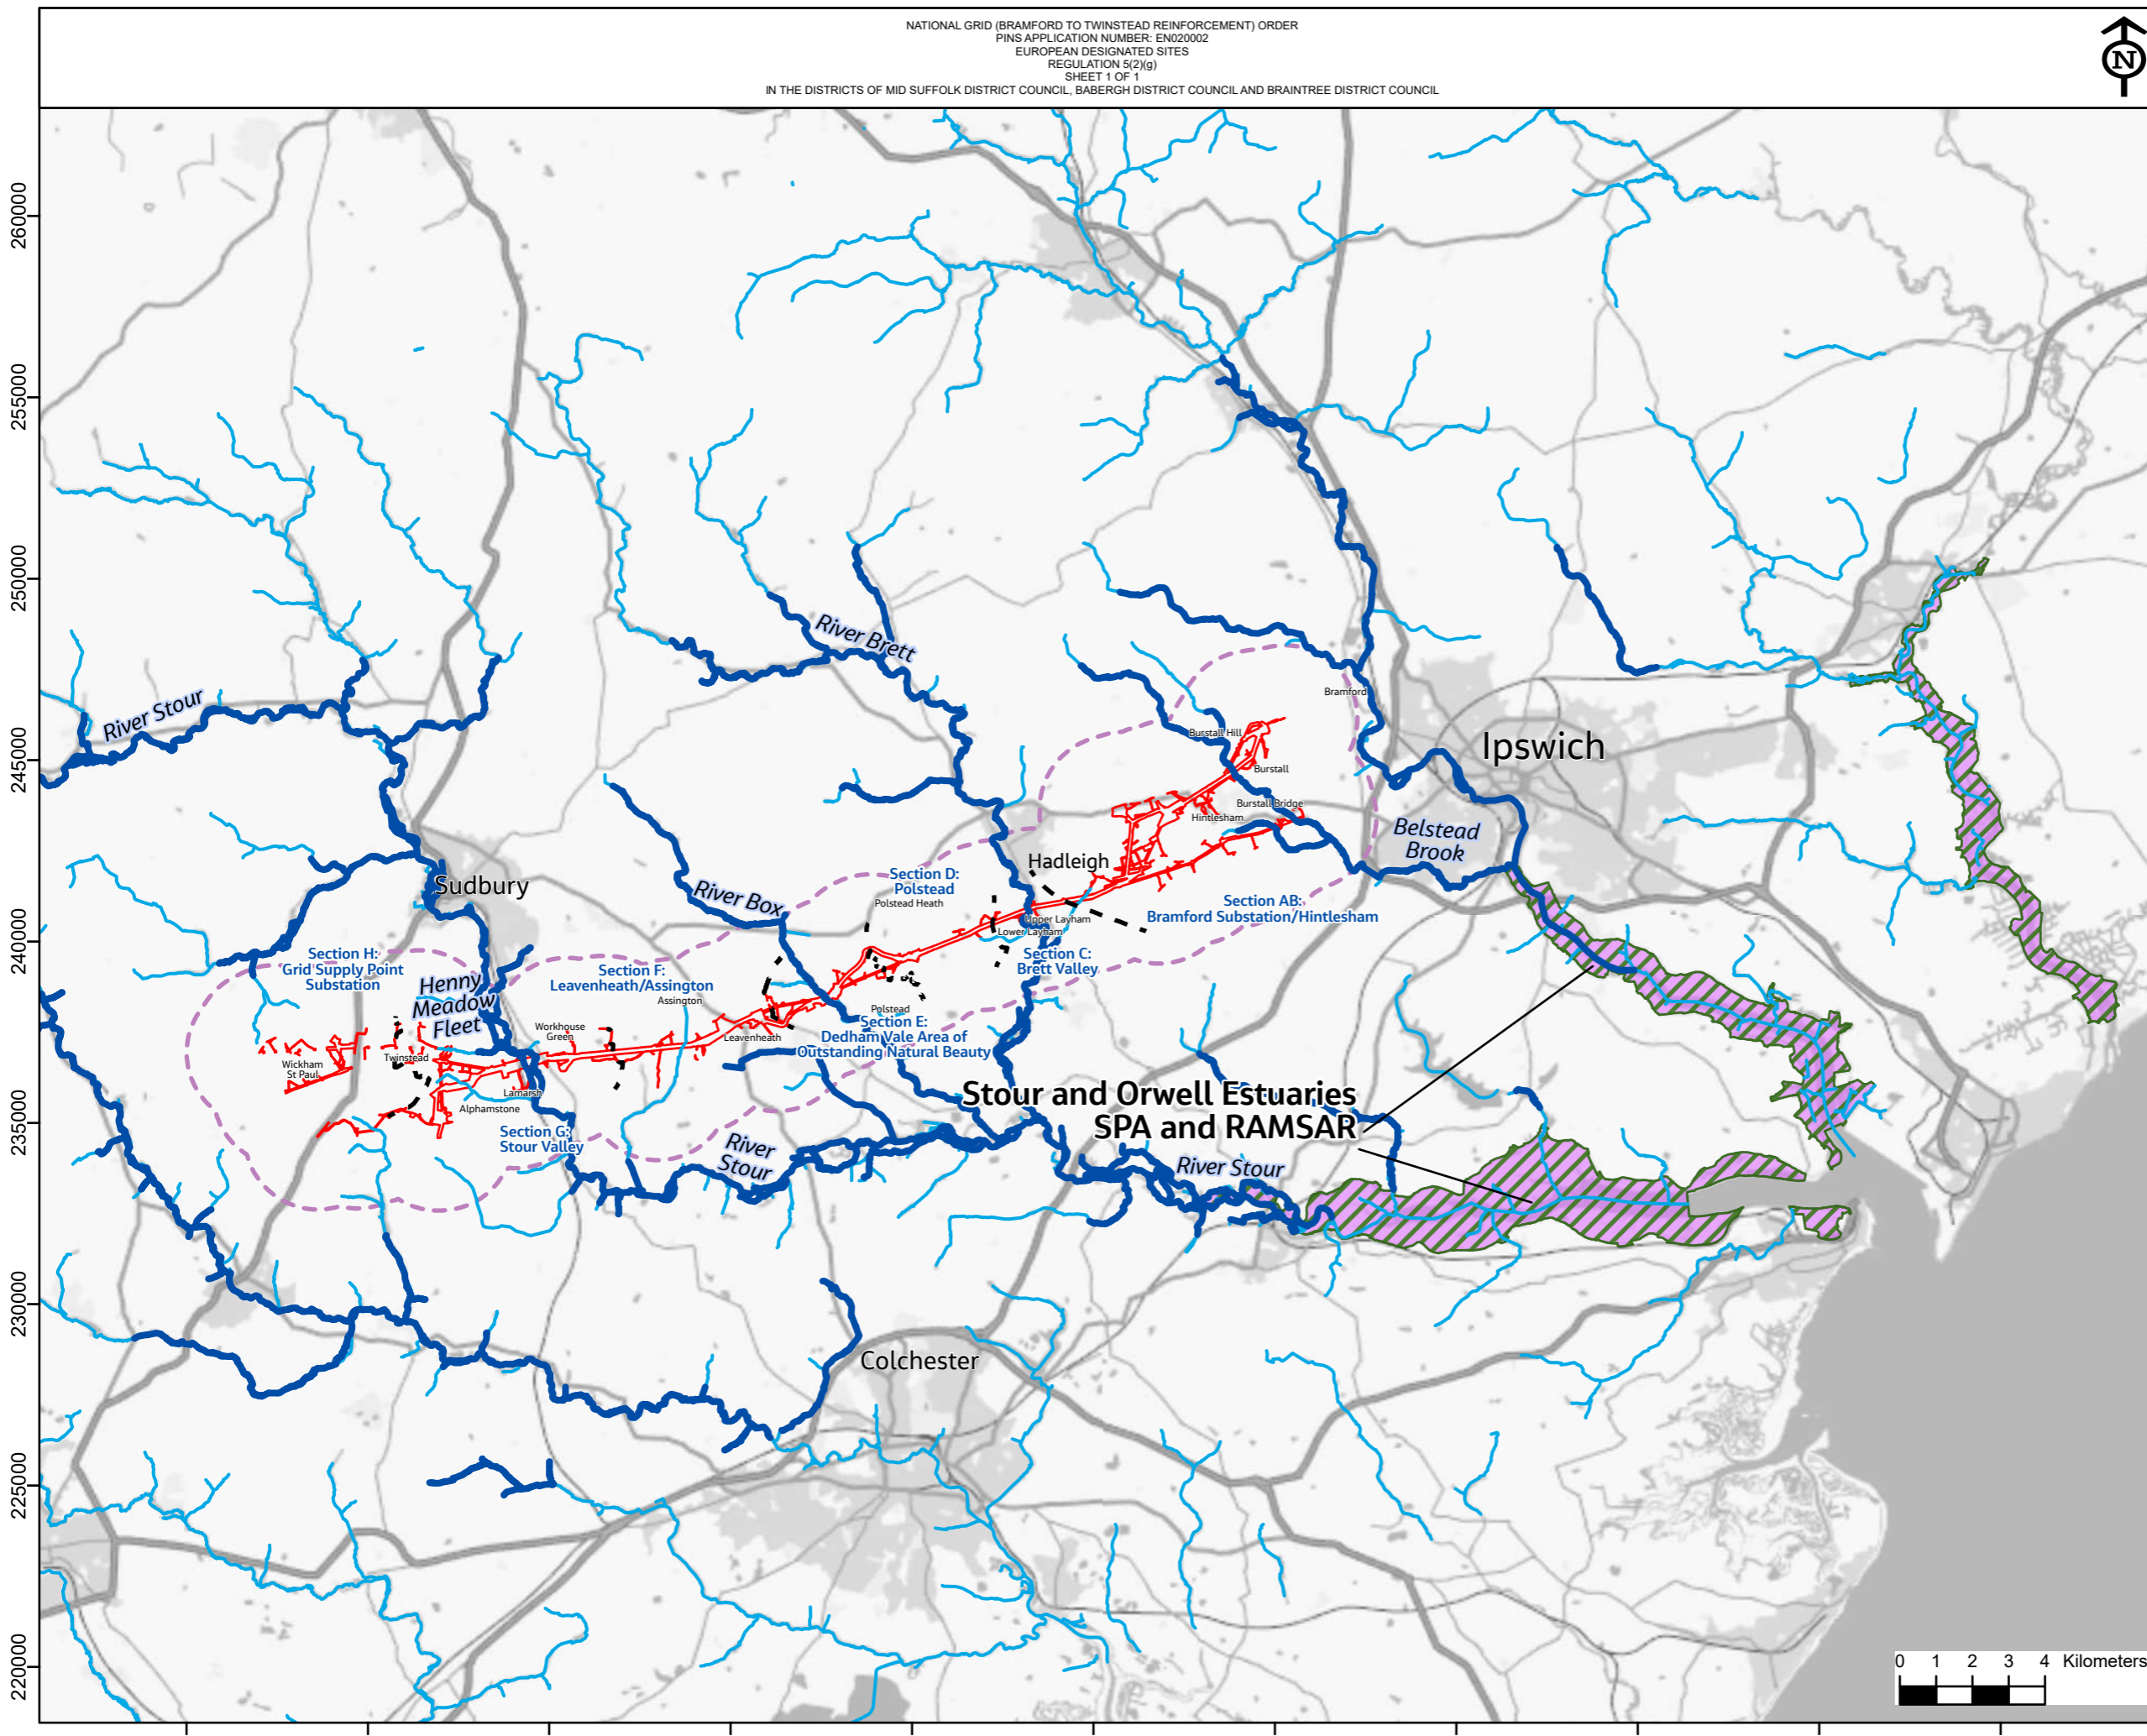 NATIONAL GRID (BRAMFORD TO TWINSTEAD REINFORCEMENT) ORDER
PINS APPLICATION NUMBER: EN020002
EUROPEAN DESIGNATED SITES
REGULATION 5(2)(g)
SHEET 1 OF 1
IN THE DISTRICTS OF MID SUFFOLK DISTRICT COUNCIL, BABERGH DISTRICT COUNCIL AND BRAINTREE DISTRICT COUNCIL
N
260000
255000
250000
245000
240000
235000
230000
225000
220000
River Brett
River Stour
Bramford
Burstall Hill
Ipswich
Burstall
Burstall Bridge
Hintlesham
Belstead
Brook
Hadleigh
Sudbury
Section D:
Polstead
Polstead Heath
River Box
Section AB:
Bramford Substation/Hintlesham
Upper Layham
Lower Layham
Section C:
Brett Valley
Section H:
Grid Supply Point
Substation
Henny
Meadow
Fleet
Section F:
Leavenheath/Assington
Assington
Polstead
Section E:
Dedham Vale Area of
Outstanding Natural Beauty
Workhouse
Green
Leavenheath
Wickham
St Paul
Twinstead
Lamarsh
Alphamstone
Stour and Orwell Estuaries
SPA and RAMSAR
Section G:
Stour Valley
River
Stour
River Stour
Colchester
0 1 2 3 4 Kilometers